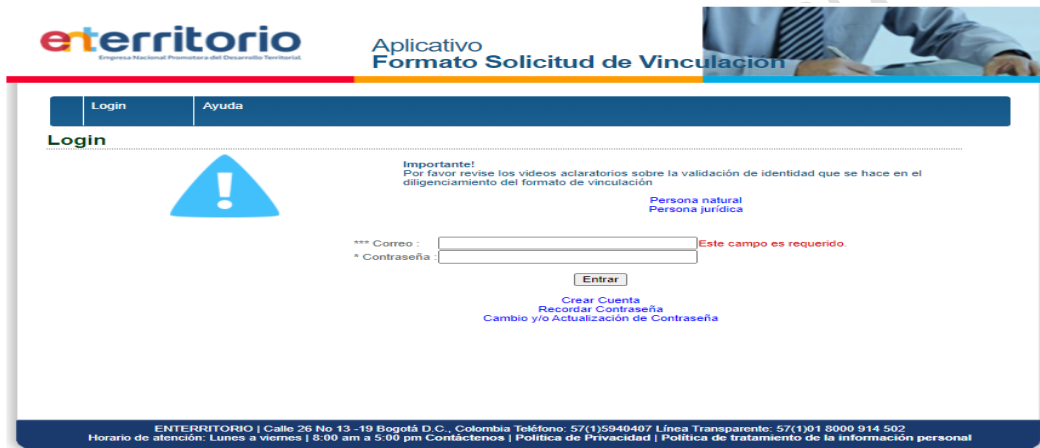 enterritorio
Empresa Nacional Promotora del Desarrollo Territorial
Aplicativo
Formato Solicitud de Vinculación
Login
Ayuda
Login
Importante!
Por favor revise los videos aclaratorios sobre la validación de identidad que se hace en el
diligenciamiento del formato de vinculación
Persona natural
Persona jurídica
*** Correo :
Este campo es requerido.
* Contraseña :
Entrar
Crear Cuenta
Recordar Contraseña
Cambio y/o Actualización de Contraseña
ENTERRITORIO | Calle 26 No 13 -19 Bogotá D.C., Colombia Teléfono: 57(1)5940407 Línea Transparente: 57(1)01 8000 914 502
Horario de atención: Lunes a viernes | 8:00 am a 5:00 pm Contáctenos | Política de Privacidad | Política de tratamiento de la información personal